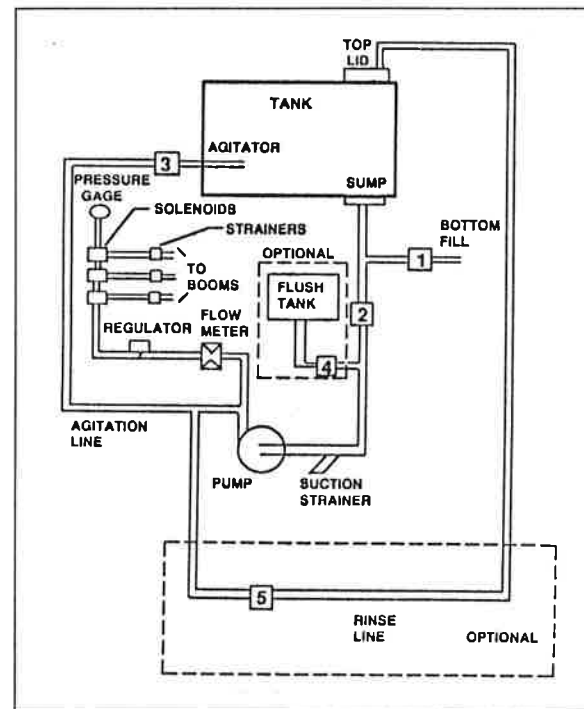 TOP
LID
TANK
AGITATOR
3
PRESSURE
GAGE
SUMP
SOLENOIDS
STRAINERS
BOTTOM
FILL
OPTIONAL
1
TO
BOOMS
FLUSH
TANK
FLOW
METER
2
REGULATOR
4
AGITATION
LINE
PUMP
SUCTION
STRAINER
5
RINSE
LINE
OPTIONAL